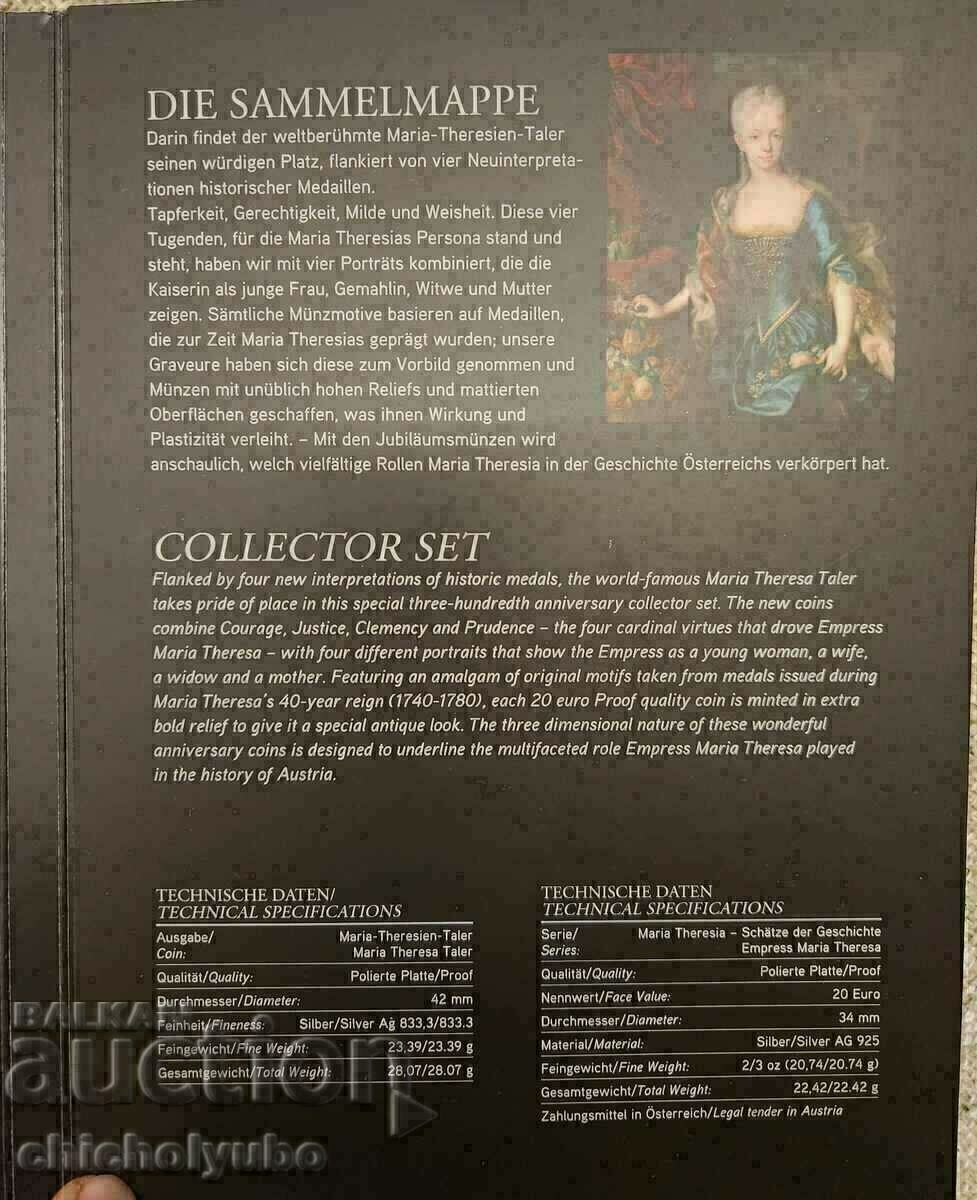 DIE SAMMELMAPPE
Darin findet der weltberühmte Maria-Theresien-Taler
seinen würdigen Platz, flankiert von vier Neuinterpreta-
tionen historischer Medaillen.
Tapferkeit, Gerechtigkeit, Milde und Weisheit. Diese vier
Tugenden, für die Maria Theresias Persona stand und
steht, haben wir mit vier Porträts kombiniert, die die
Kaiserin als junge Frau, Gemahlin, Witwe und Mutter
zeigen. Sämtliche Münzmotive basieren auf Medaillen,
die zur Zeit Maria Theresias geprägt wurden; unsere
Graveure haben sich diese zum Vorbild genommen und
Münzen mit unüblich hohen Reliefs und mattierten
Oberflächen geschaffen, was ihnen Wirkung und
Plastizität verleiht. – Mit den Jubiläumsmünzen wird
anschaulich, welch vielfältige Rollen Maria Theresia in der Geschichte Österreichs verkörpert hat.
COLLECTOR SET
Flanked by four new interpretations of historic medals, the world-famous Maria Theresa Taler
takes pride of place in this special three-hundredth anniversary collector set. The new coins
combine Courage, Justice, Clemency and Prudence – the four cardinal virtues that drove Empress
Maria Theresa – with four different portraits that show the Empress as a young woman, a wife,
a widow and a mother. Featuring an amalgam of original motifs taken from medals issued during
Maria Theresa's 40-year reign (1740-1780), each 20 euro Proof quality coin is minted in extra
bold relief to give it a special antique look. The three dimensional nature of these wonderful
anniversary coins is designed to underline the multifaceted role Empress Maria Theresa played
in the history of Austria.
TECHNISCHE DATEN/
TECHNICAL SPECIFICATIONS
Ausgabe/ Maria-Theresien-Taler
Coin: Maria Theresa Taler
Qualität/Quality: Polierte Platte/Proof
Durchmesser/Diameter: 42 mm
Feinheit/Fineness: Silber/Silver Ag 833,3/833.3
Feingewicht/Fine Weight: 23,39/23.39 g
Gesamtgewicht/Total Weight: 28,07/28.07 g
TECHNISCHE DATEN
TECHNICAL SPECIFICATIONS
Serie/ Maria Theresia – Schätze der Geschichte
Series: Empress Maria Theresa
Qualität/Quality: Polierte Platte/Proof
Nennwert/Face Value: 20 Euro
Durchmesser/Diameter: 34 mm
Material/Material: Silber/Silver AG 925
Feingewicht/Fine Weight: 2/3 oz (20,74/20.74 g)
Gesamtgewicht/Total Weight: 22,42/22.42 g
Zahlungsmittel in Österreich/Legal tender in Austria
BALKAN
auction
chicholyubo